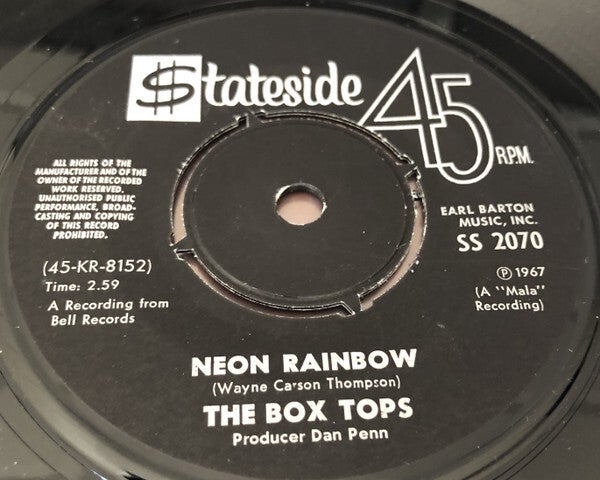 $tateside
45
R.P.M.
ALL RIGHTS OF THE
MANUFACTURER AND OF THE
OWNER OF THE RECORDED
WORK RESERVED.
UNAUTHORISED PUBLIC
PERFORMANCE, BROAD-
CASTING AND COPYING
OF THIS RECORD
PROHIBITED.
EARL BARTON
MUSIC, INC.
SS 2070
(45-KR-8152)
Time: 2.59
A Recording from
Bell Records
Ⓟ 1967
(A "Mala"
Recording)
NEON RAINBOW
(Wayne Carson Thompson)
THE BOX TOPS
Producer Dan Penn